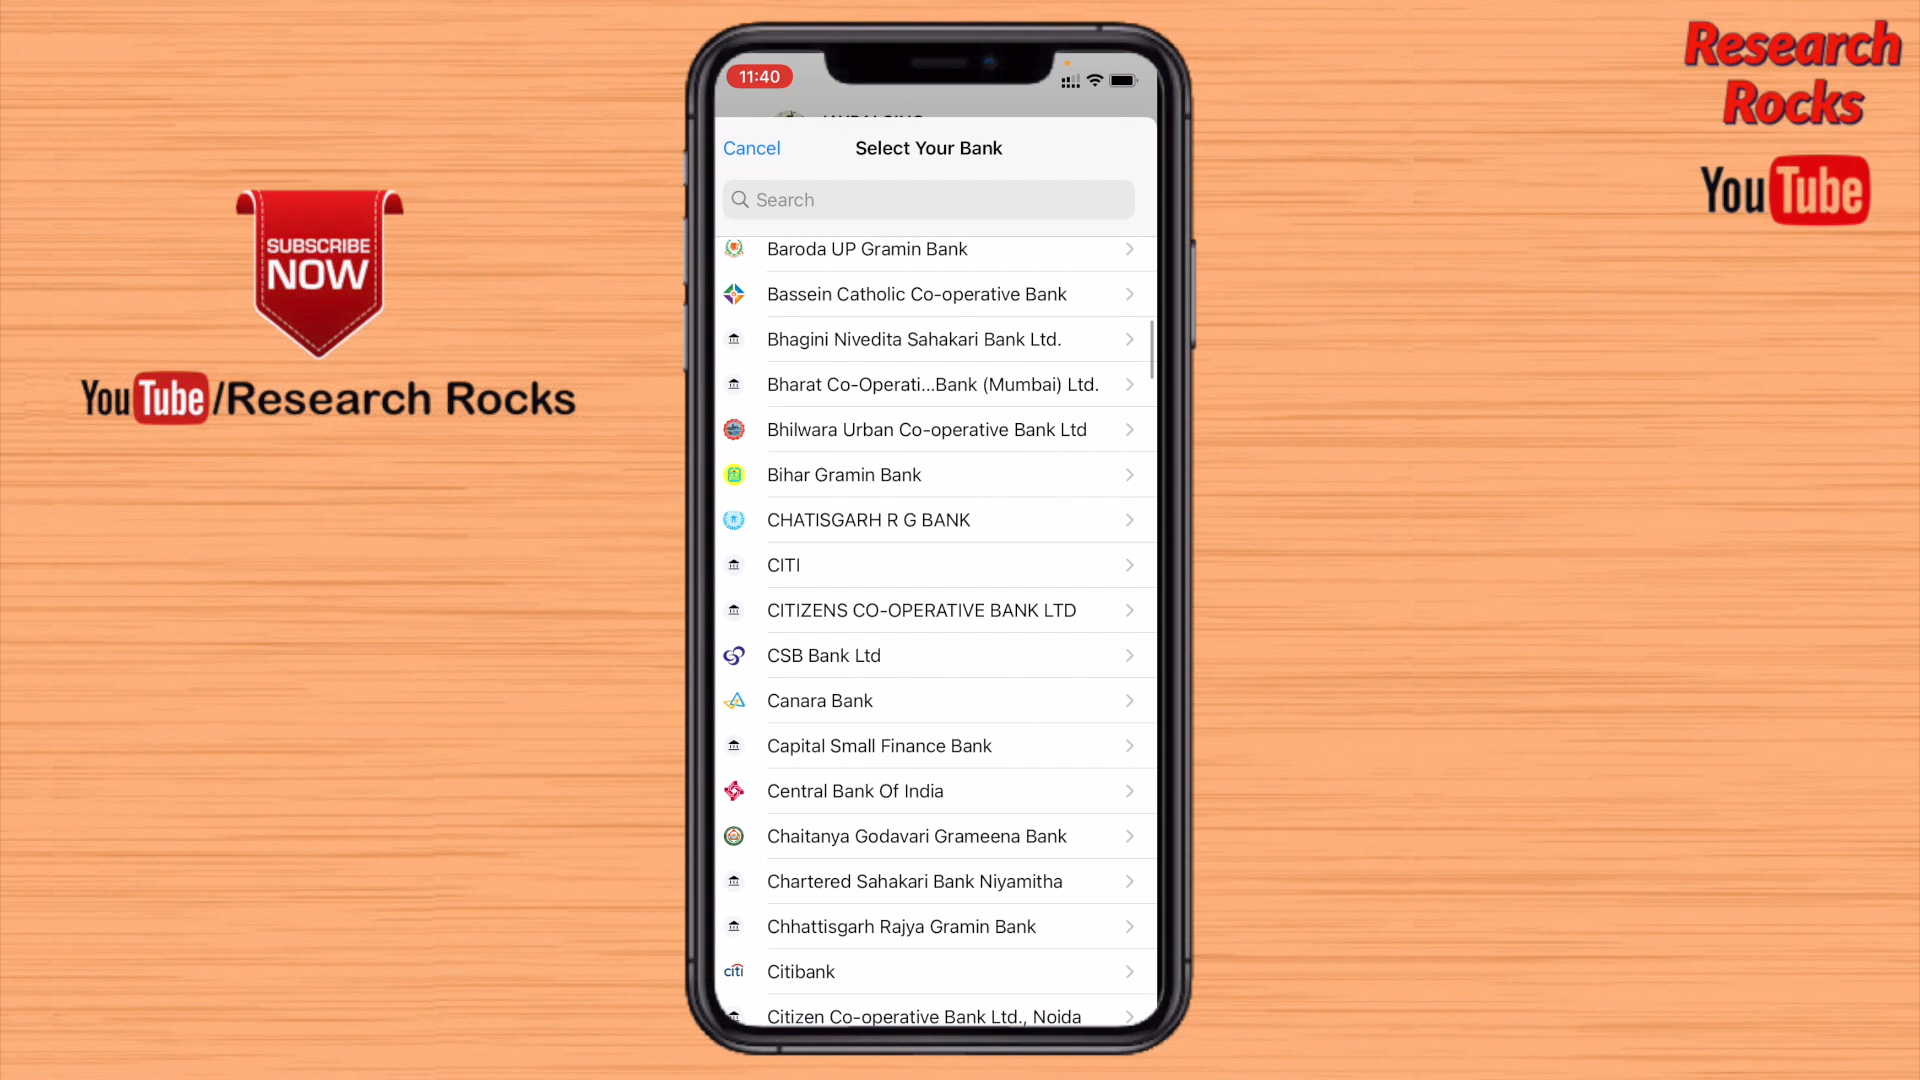 Research
Rocks
YouTube
SUBSCRIBE
NOW
YouTube/Research Rocks
11:40
Cancel
Select Your Bank
Search
Baroda UP Gramin Bank
Bassein Catholic Co-operative Bank
Bhagini Nivedita Sahakari Bank Ltd.
Bharat Co-Operati...Bank (Mumbai) Ltd.
Bhilwara Urban Co-operative Bank Ltd
Bihar Gramin Bank
CHATISGARH R G BANK
CITI
CITIZENS CO-OPERATIVE BANK LTD
CSB Bank Ltd
Canara Bank
Capital Small Finance Bank
Central Bank Of India
Chaitanya Godavari Grameena Bank
Chartered Sahakari Bank Niyamitha
Chhattisgarh Rajya Gramin Bank
citi Citibank
Citizen Co-operative Bank Ltd., Noida